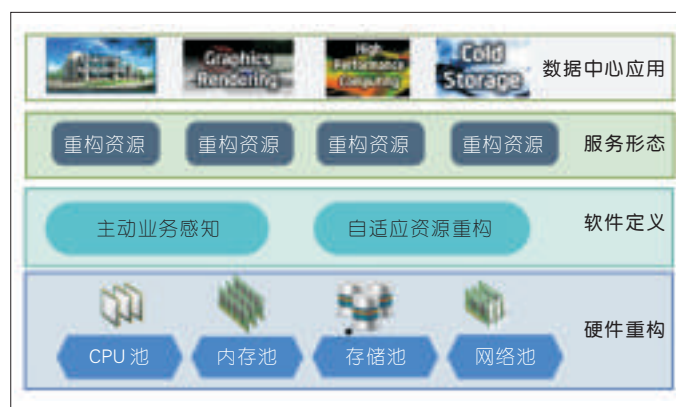 Graphics
Rendering
High
Performance
Computing
Cold
Storage
数据中心应用
重构资源 重构资源 重构资源 重构资源 服务形态
主动业务感知 自适应资源重构 软件定义
硬件重构
CPU 池 内存池 存储池 网络池